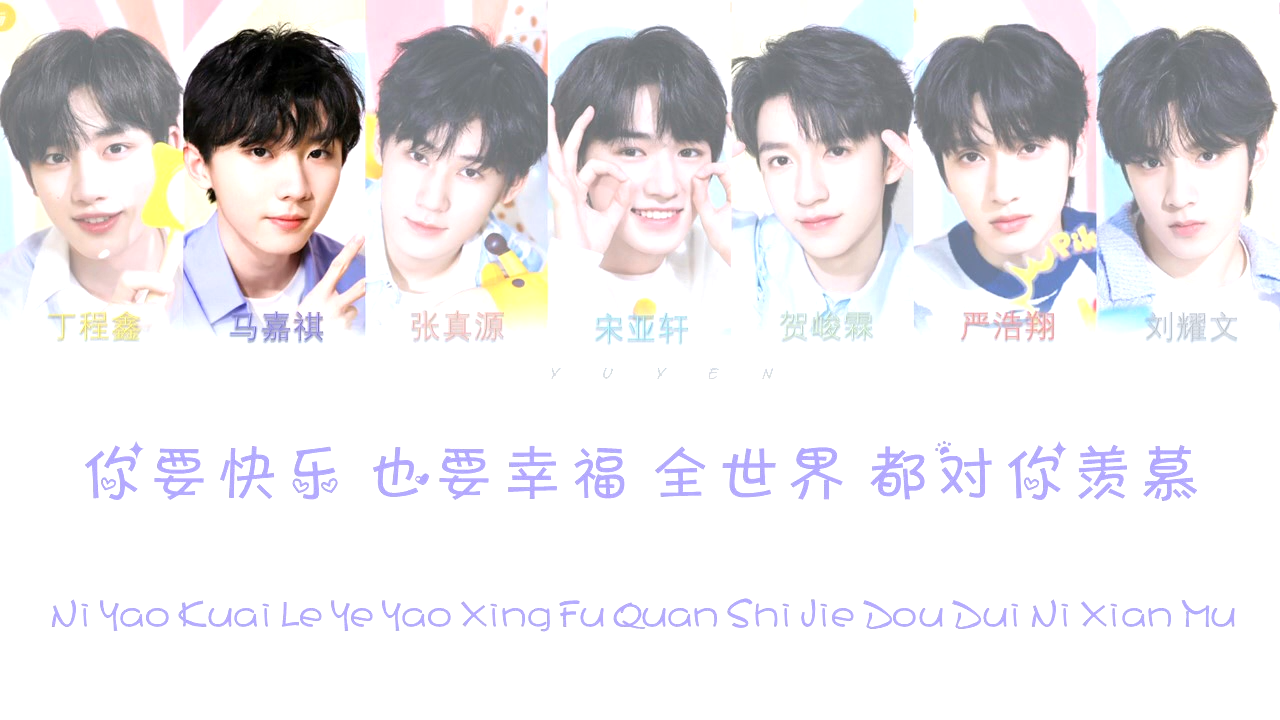 丁程鑫 马嘉祺 张真源 宋亚轩 贺峻霖 严浩翔 刘耀文
YUYEN
你要快乐 也要幸福 全世界 都对你羡慕
Ni Yao Kuai Le Ye Yao Xing Fu Quan Shi Jie Dou Dui Ni Xian Mu